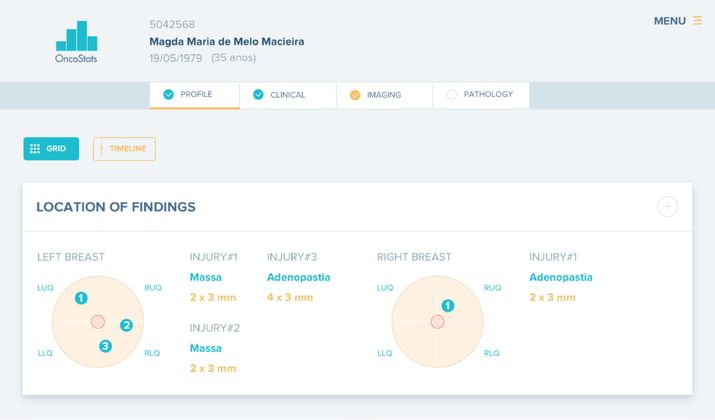 OncoStats
5042568
Magda Maria de Melo Macieira
19/05/1979 (35 anos)
MENU
PROFILE
CLINICAL
IMAGING
PATHOLOGY
GRID
TIMELINE
LOCATION OF FINDINGS
LEFT BREAST
LUQ
RUQ
1
2
3
LLQ
RLQ
INJURY#1
Massa
2 x 3 mm
INJURY#2
Massa
2 x 3 mm
INJURY#3
Adenopastia
4 x 3 mm
RIGHT BREAST
LUQ
RUQ
1
LLQ
RLQ
INJURY#1
Adenopastia
2 x 3 mm